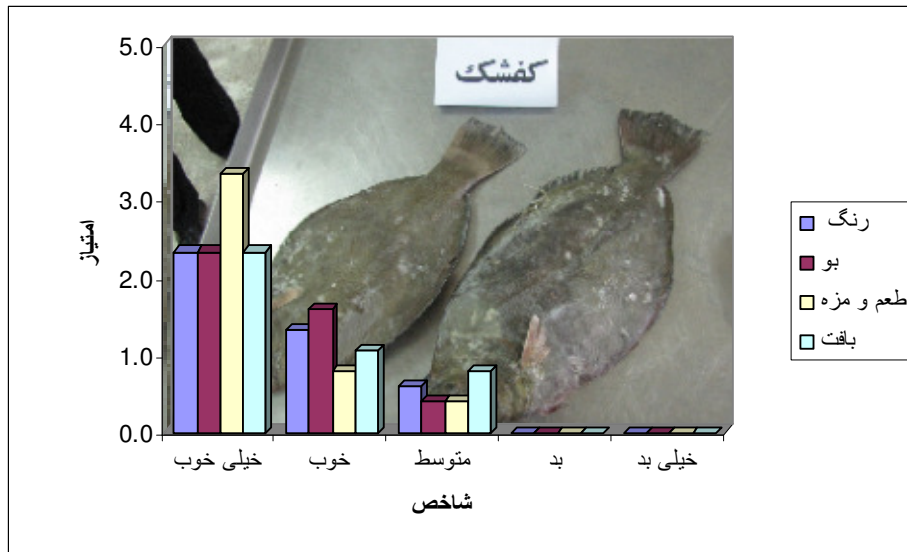 کفشک
5.0
4.0
3.0
2.0
1.0
0.0
امتیاز
خیلی خوب
خوب
متوسط
بد
خیلی بد
شاخص
رنگ
بو
طعم و مزه
بافت